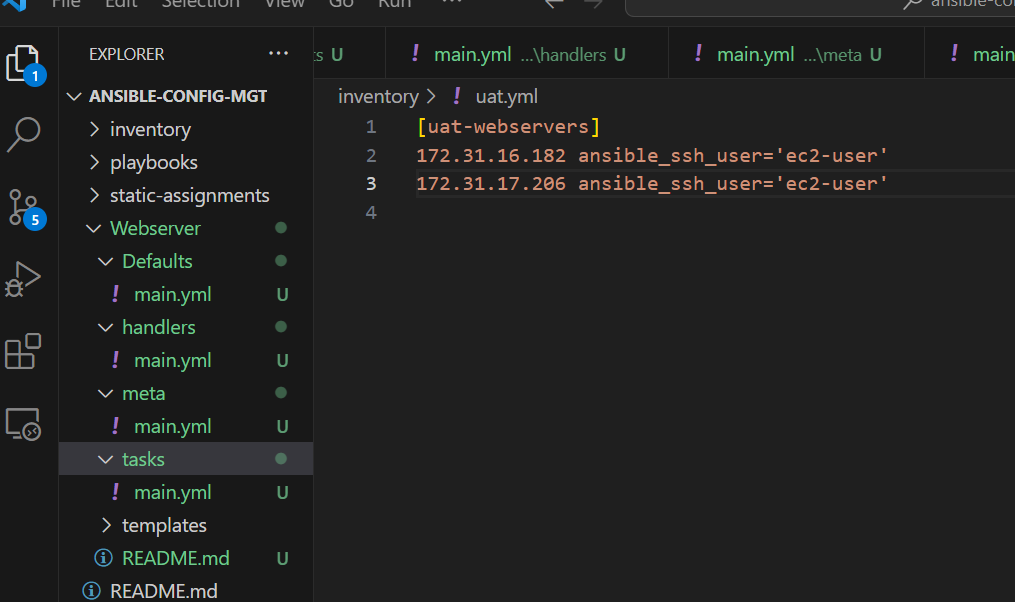 File Edit Selection View Go Run ...
ansible-co
EXPLORER ...
s U
! main.yml ...\handlers U
! main.yml ...\meta U
! main
1
ANSIBLE-CONFIG-MGT
inventory > ! uat.yml
inventory
1 [uat-webservers]
playbooks
2 172.31.16.182 ansible_ssh_user='ec2-user'
static-assignments
3 172.31.17.206 ansible_ssh_user='ec2-user'
5
Webserver
4
Defaults
! main.yml U
handlers
! main.yml U
meta
! main.yml U
tasks
! main.yml U
templates
README.md U
README.md